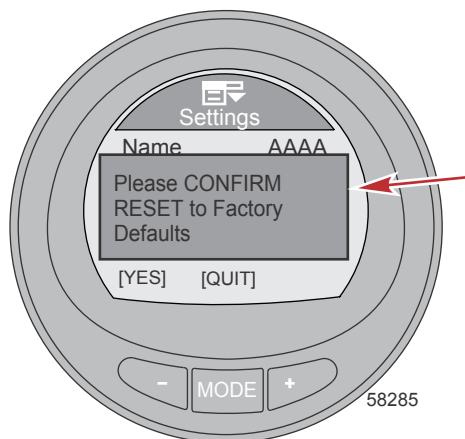 Settings
Name AAAA
Please CONFIRM
RESET to Factory
Defaults
[YES] [QUIT]
- MODE +
58285